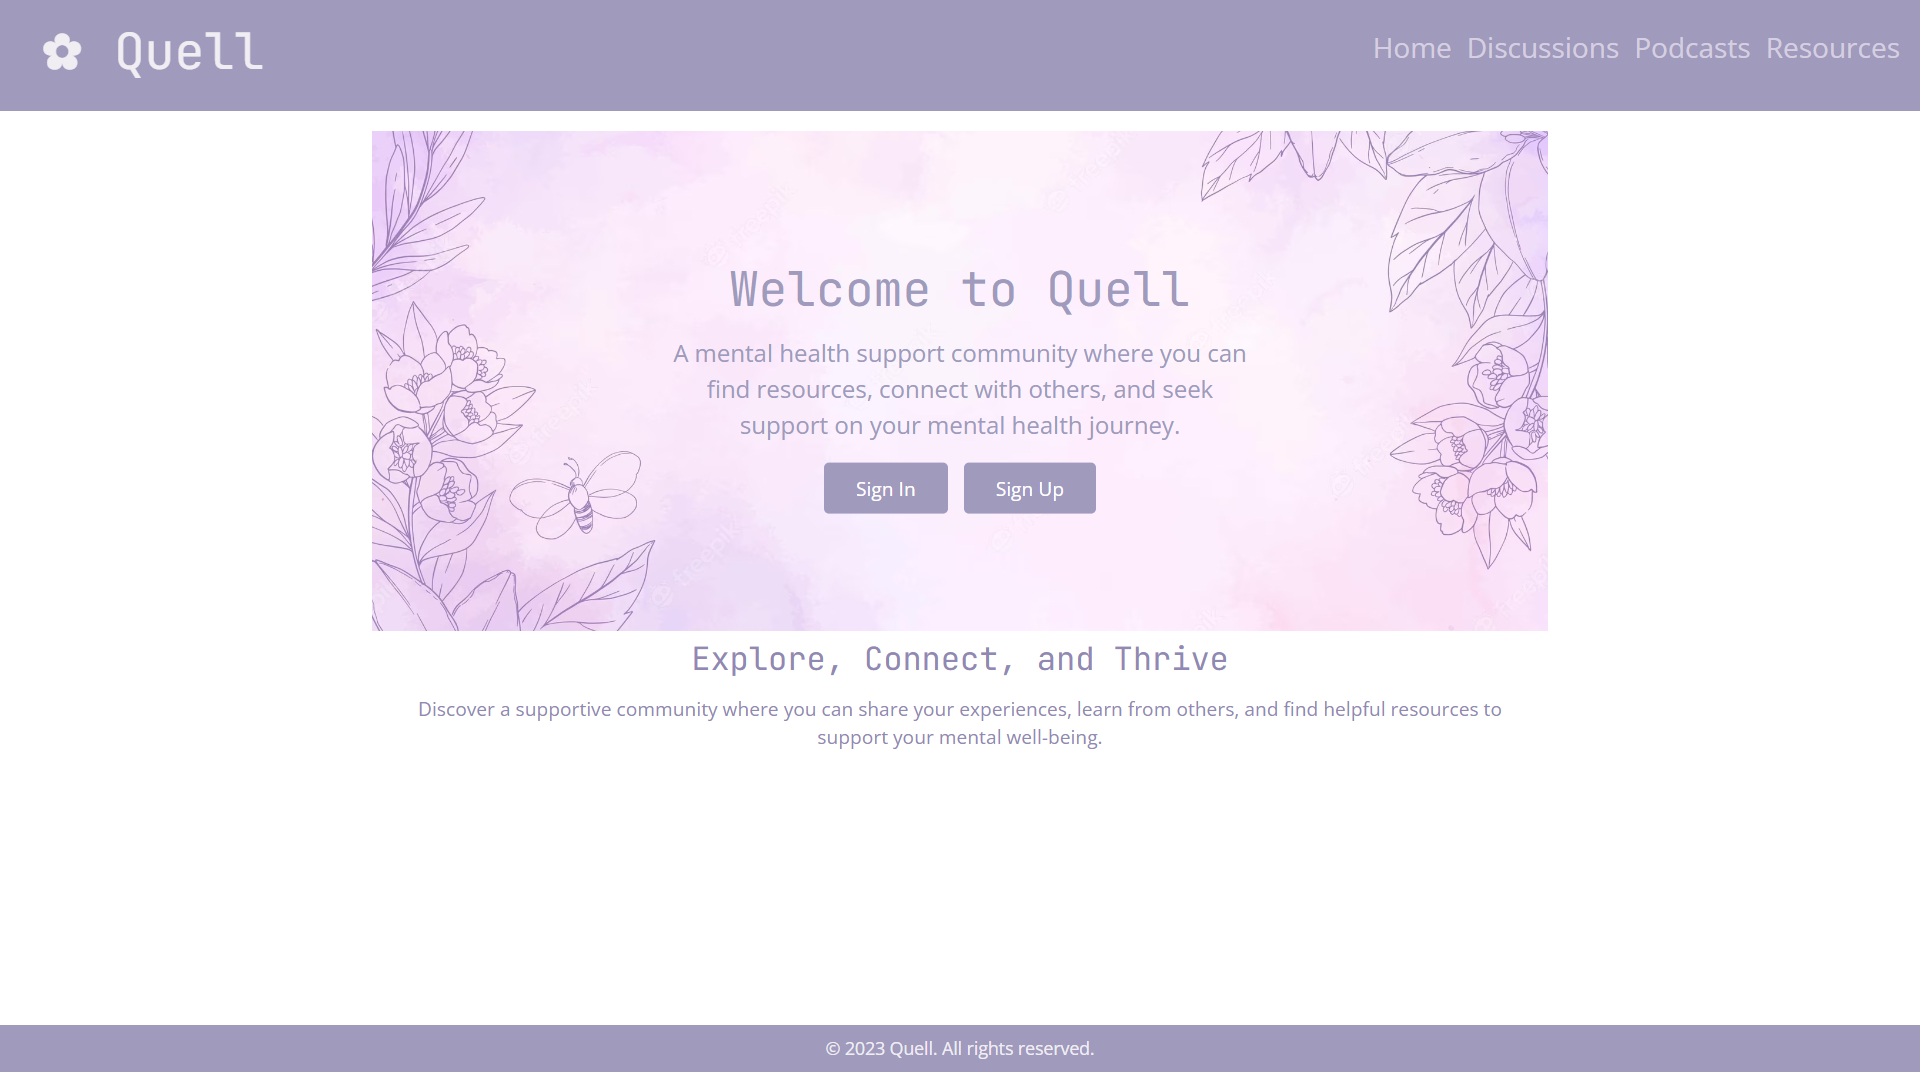 Quell
Home Discussions Podcasts Resources
Welcome to Quell
A mental health support community where you can
find resources, connect with others, and seek
support on your mental health journey.
Sign In Sign Up
freepik
Explore, Connect, and Thrive
Discover a supportive community where you can share your experiences, learn from others, and find helpful resources to
support your mental well-being.
© 2023 Quell. All rights reserved.